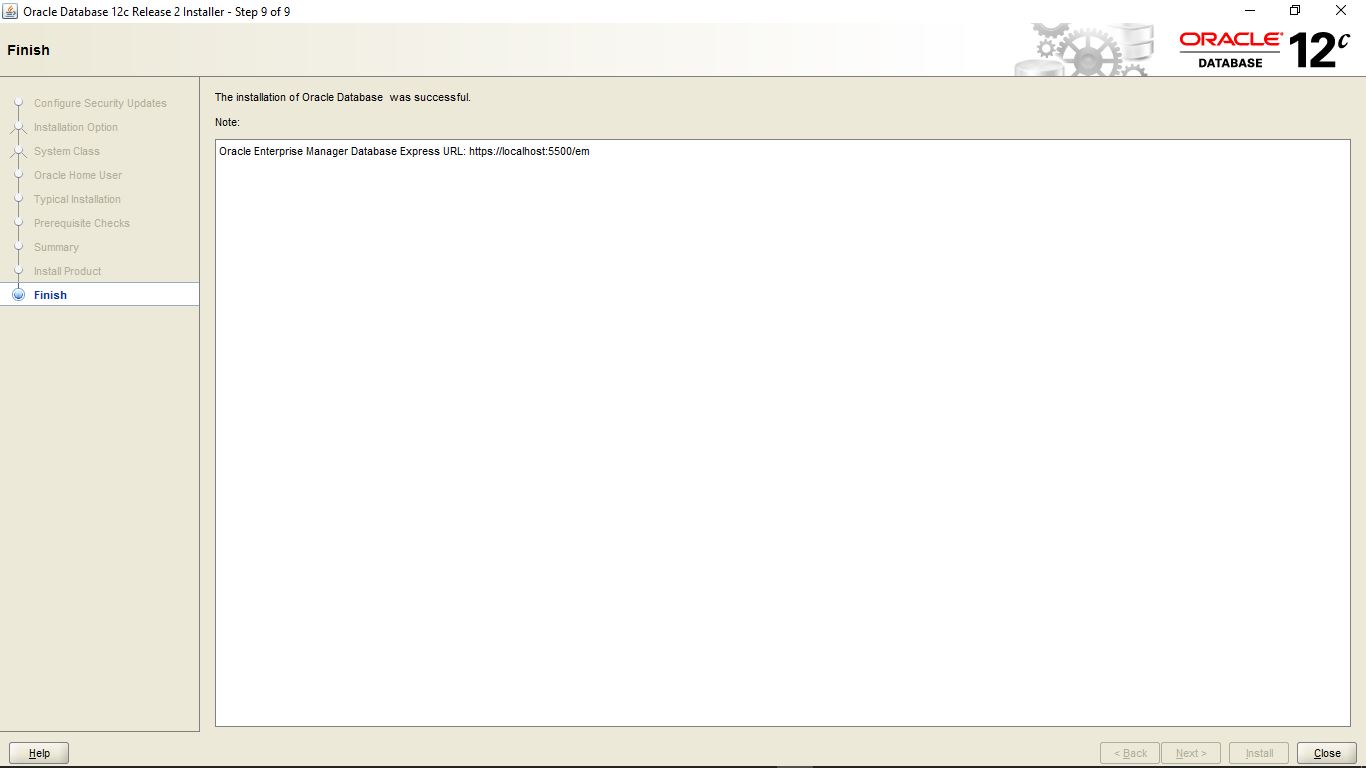 Oracle Database 12c Release 2 Installer - Step 9 of 9
Finish
ORACLE
DATABASE
12c
Configure Security Updates
Installation Option
System Class
Oracle Home User
Typical Installation
Prerequisite Checks
Summary
Install Product
Finish
The installation of Oracle Database was successful.
Note:
Oracle Enterprise Manager Database Express URL: https://localhost:5500/em
Help
< Back
Next >
Install
Close